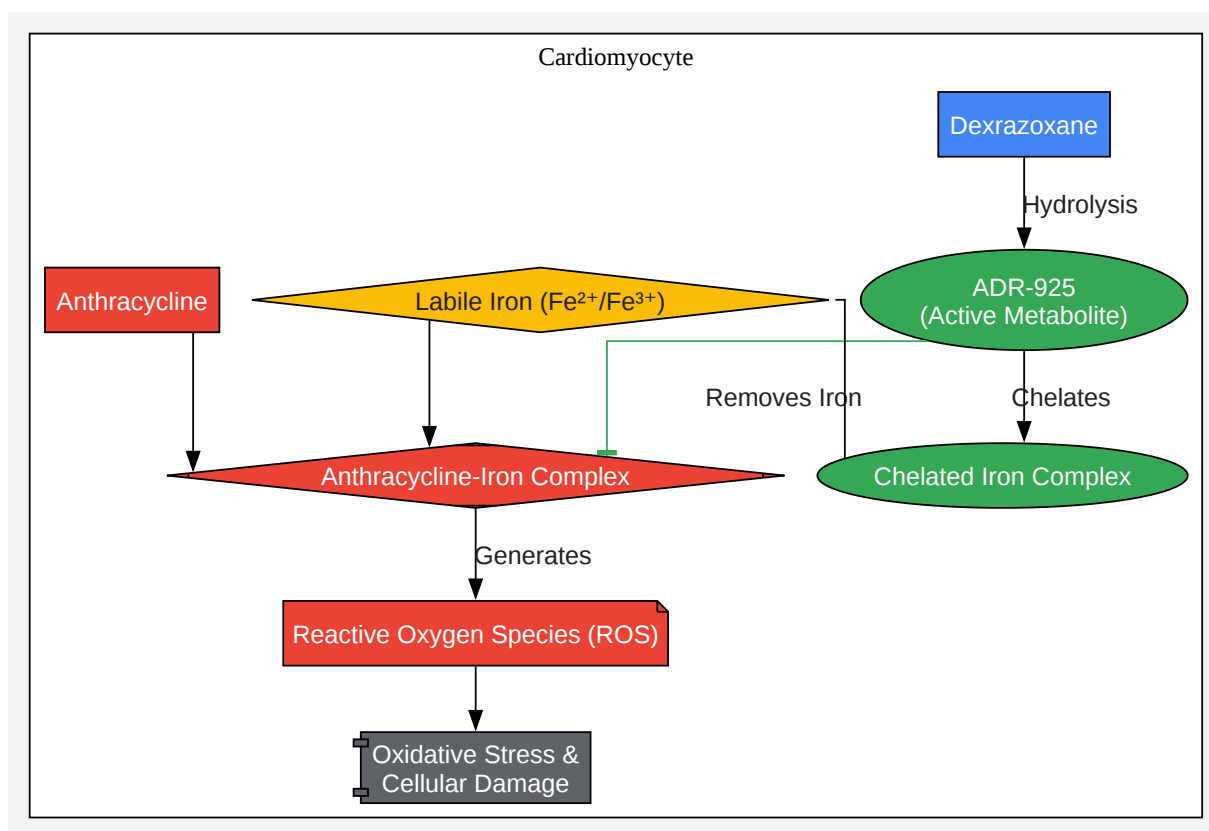 Cardiomyocyte
Dexrazoxane
Hydrolysis
Anthracycline
Labile Iron (Fe²⁺/Fe³⁺)
ADR-925
(Active Metabolite)
Removes Iron
Chelates
Anthracycline-Iron Complex
Chelated Iron Complex
Generates
Reactive Oxygen Species (ROS)
Oxidative Stress &
Cellular Damage